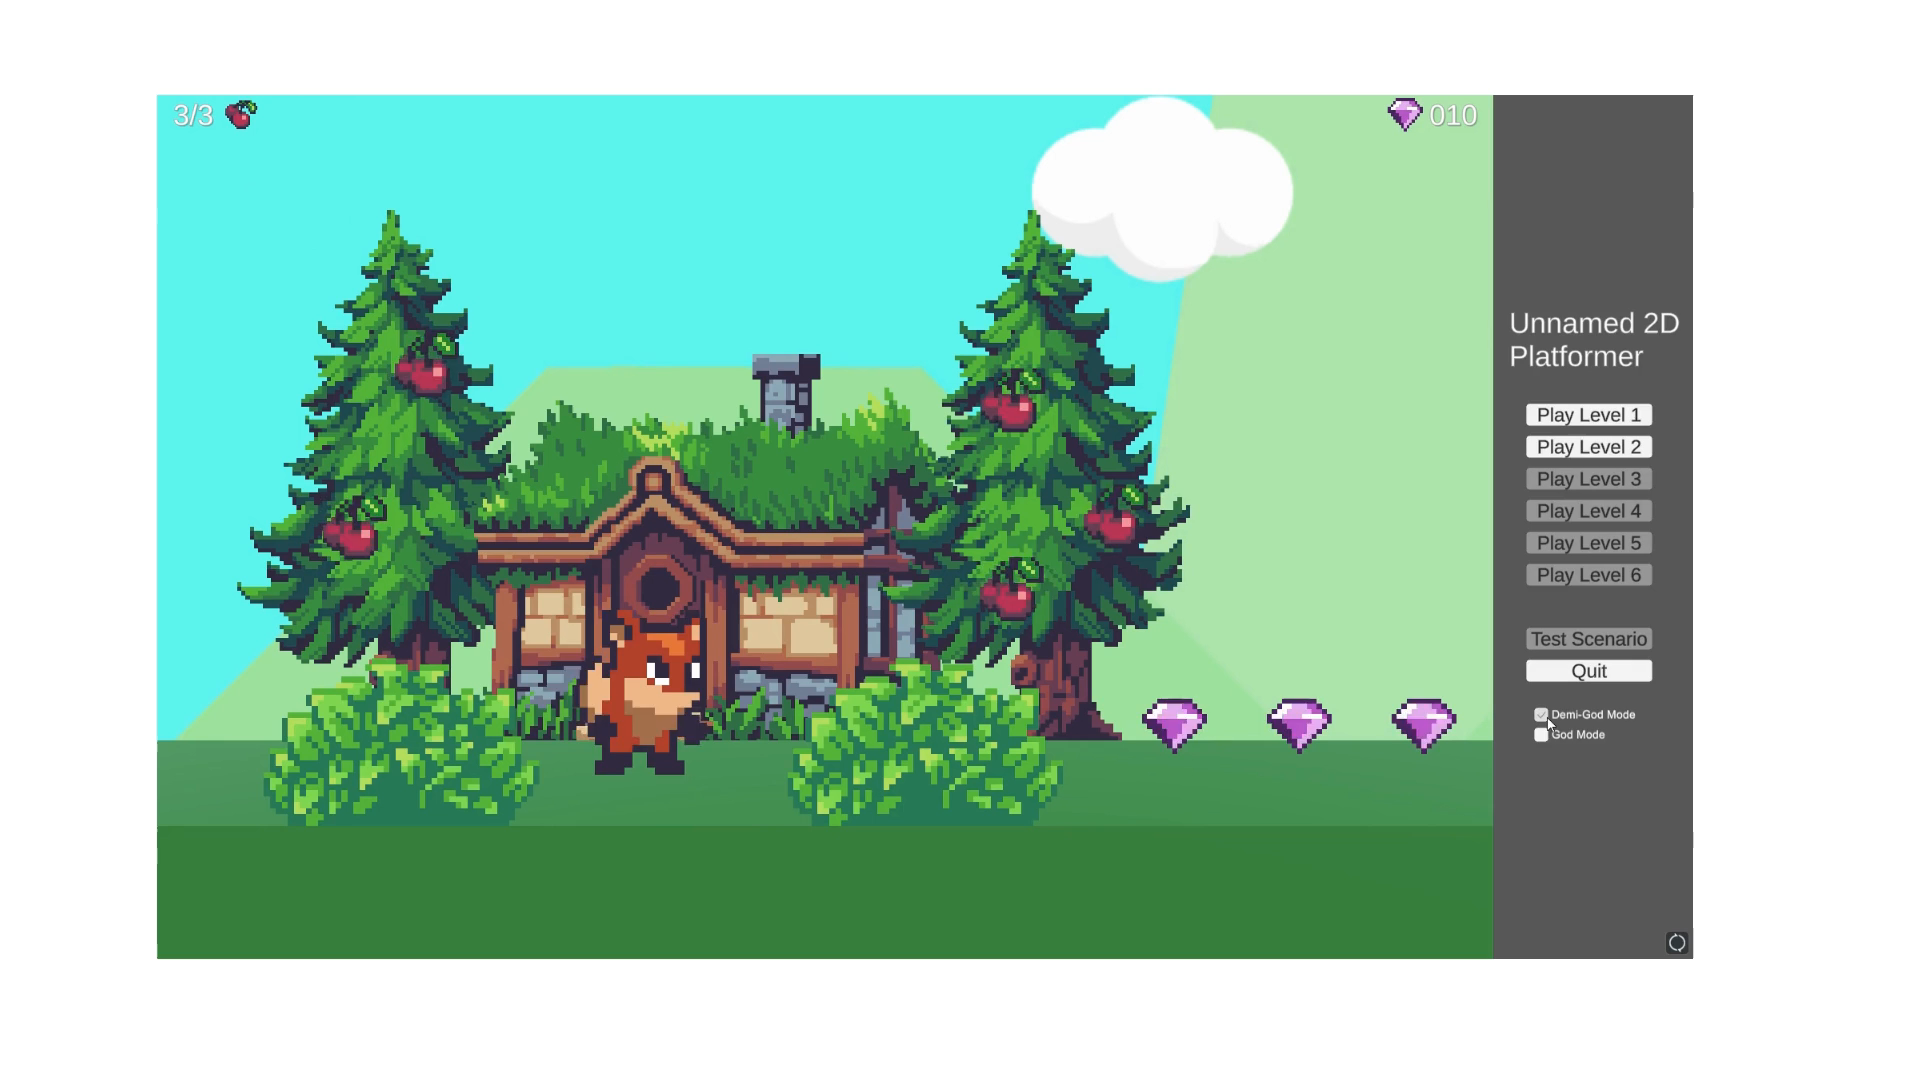 3/3
010
Unnamed 2D
Platformer
Play Level 1
Play Level 2
Play Level 3
Play Level 4
Play Level 5
Play Level 6
Test Scenario
Quit
Demi-God Mode
God Mode